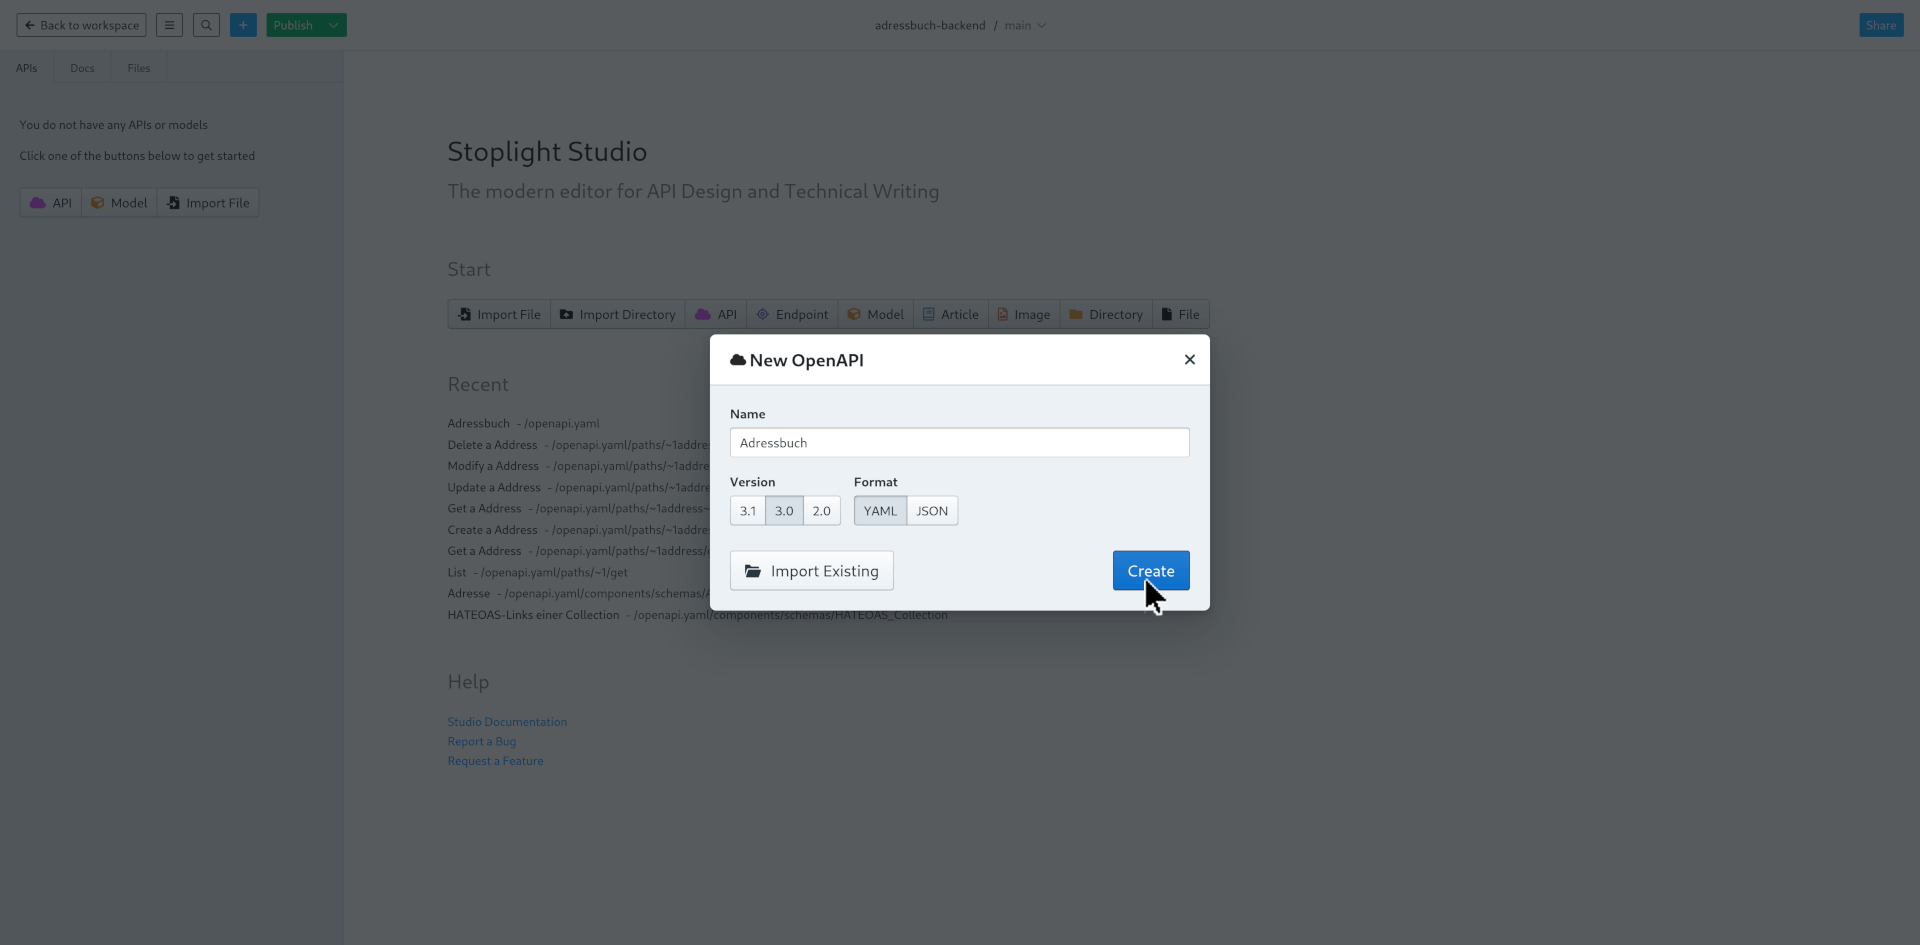 Back to workspace
Publish
adressbuch-backend / main
Share
APIs Docs Files
You do not have any APIs or models
Click one of the buttons below to get started
API Model Import File
Stoplight Studio
The modern editor for API Design and Technical Writing
Start
Import File Import Directory API Endpoint Model Article Image Directory File
Recent
Adressbuch - /openapi.yaml
Delete a Address - /openapi.yaml/paths/~1addre
Modify a Address - /openapi.yaml/paths/~1addre
Update a Address - /openapi.yaml/paths/~1addre
Get a Address - /openapi.yaml/paths/~1address
Create a Address - /openapi.yaml/paths/~1addre
Get a Address - /openapi.yaml/paths/~1address/
List - /openapi.yaml/paths/~1/get
Adresse - /openapi.yaml/components/schemas/
HATEOAS-Links einer Collection - /openapi.yaml/components/schemas/HATEOAS_Collection
Help
Studio Documentation
Report a Bug
Request a Feature
New OpenAPI
Name
Adressbuch
Version Format
3.1 3.0 2.0 YAML JSON
Import Existing Create